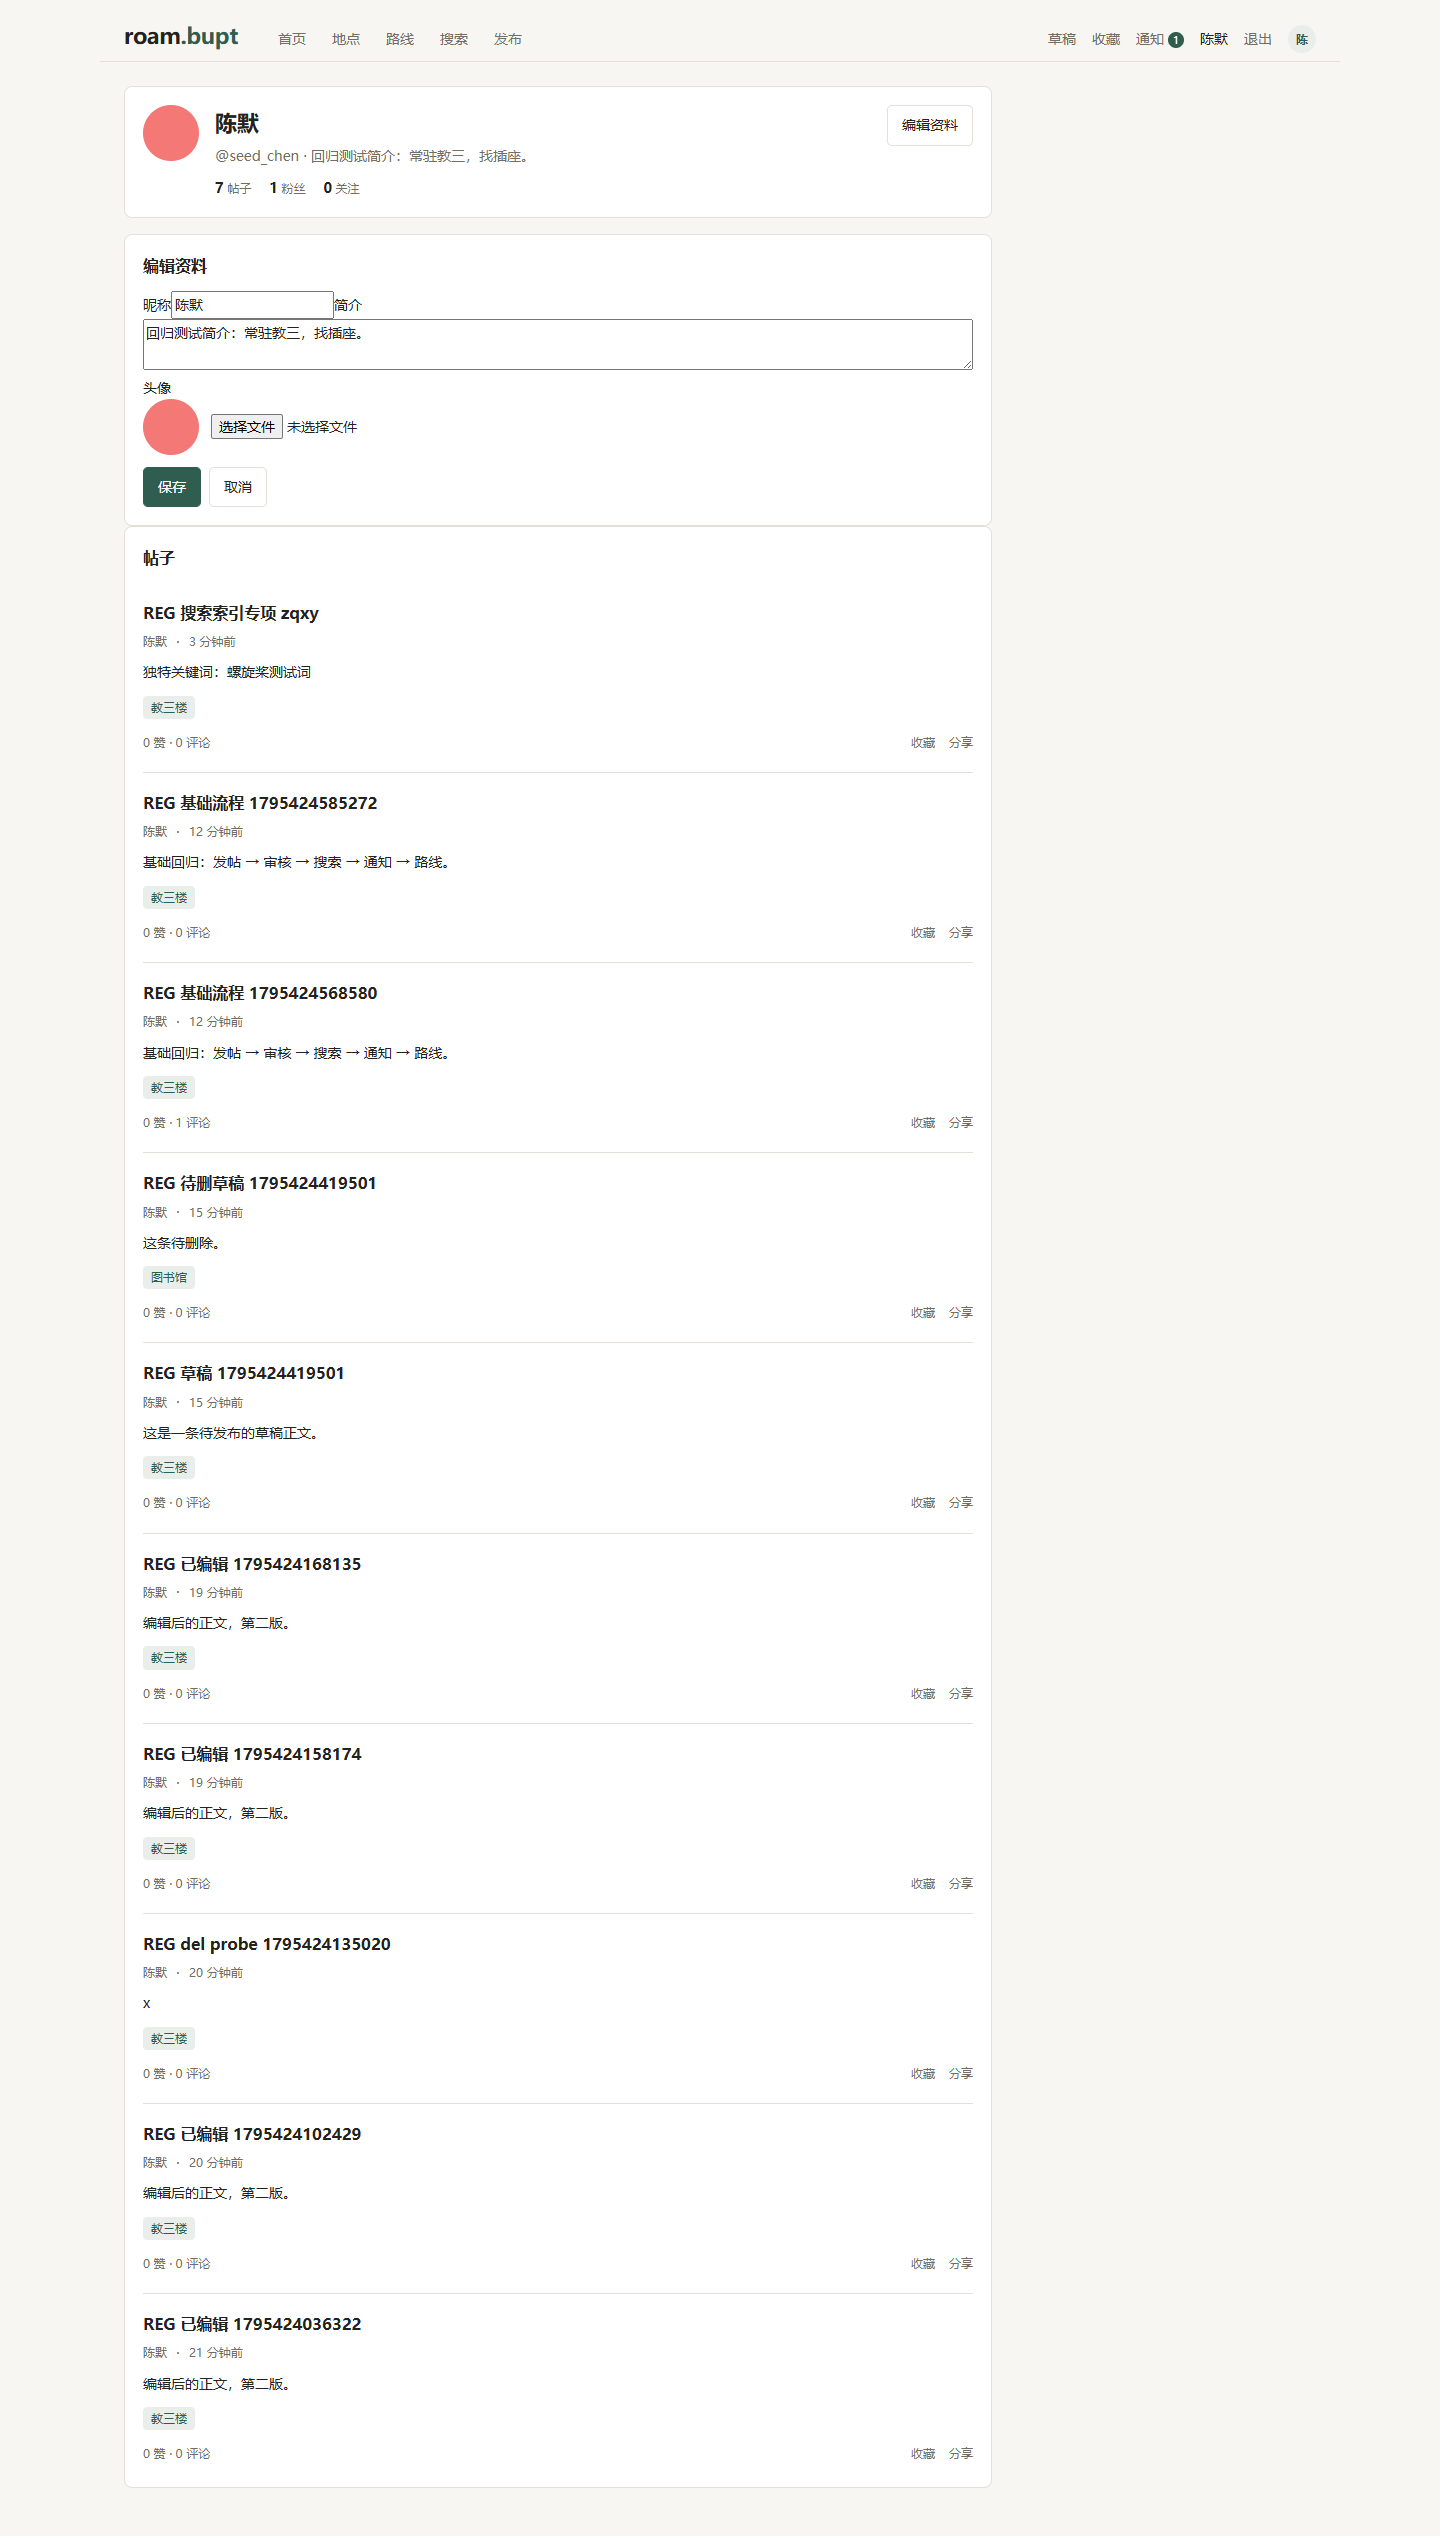 roam.bupt 首页 地点 路线 搜索 发布 草稿 收藏 通知 1 陈默 退出 陈
陈默 编辑资料
@seed_chen · 回归测试简介：常驻教三，找插座。
7 帖子 1 粉丝 0 关注
编辑资料
昵称 陈默 简介
回归测试简介：常驻教三，找插座。
头像
选择文件 未选择文件
保存 取消
帖子
REG 搜索索引专项 zqxy
陈默 · 3 分钟前
独特关键词：螺旋桨测试词
教三楼
0 赞 · 0 评论 收藏 分享
REG 基础流程 1795424585272
陈默 · 12 分钟前
基础回归：发帖 → 审核 → 搜索 → 通知 → 路线。
教三楼
0 赞 · 0 评论 收藏 分享
REG 基础流程 1795424568580
陈默 · 12 分钟前
基础回归：发帖 → 审核 → 搜索 → 通知 → 路线。
教三楼
0 赞 · 1 评论 收藏 分享
REG 待删草稿 1795424419501
陈默 · 15 分钟前
这条待删除。
图书馆
0 赞 · 0 评论 收藏 分享
REG 草稿 1795424419501
陈默 · 15 分钟前
这是一条待发布的草稿正文。
教三楼
0 赞 · 0 评论 收藏 分享
REG 已编辑 1795424168135
陈默 · 19 分钟前
编辑后的正文，第二版。
教三楼
0 赞 · 0 评论 收藏 分享
REG 已编辑 1795424158174
陈默 · 19 分钟前
编辑后的正文，第二版。
教三楼
0 赞 · 0 评论 收藏 分享
REG del probe 1795424135020
陈默 · 20 分钟前
x
教三楼
0 赞 · 0 评论 收藏 分享
REG 已编辑 1795424102429
陈默 · 20 分钟前
编辑后的正文，第二版。
教三楼
0 赞 · 0 评论 收藏 分享
REG 已编辑 1795424036322
陈默 · 21 分钟前
编辑后的正文，第二版。
教三楼
0 赞 · 0 评论 收藏 分享